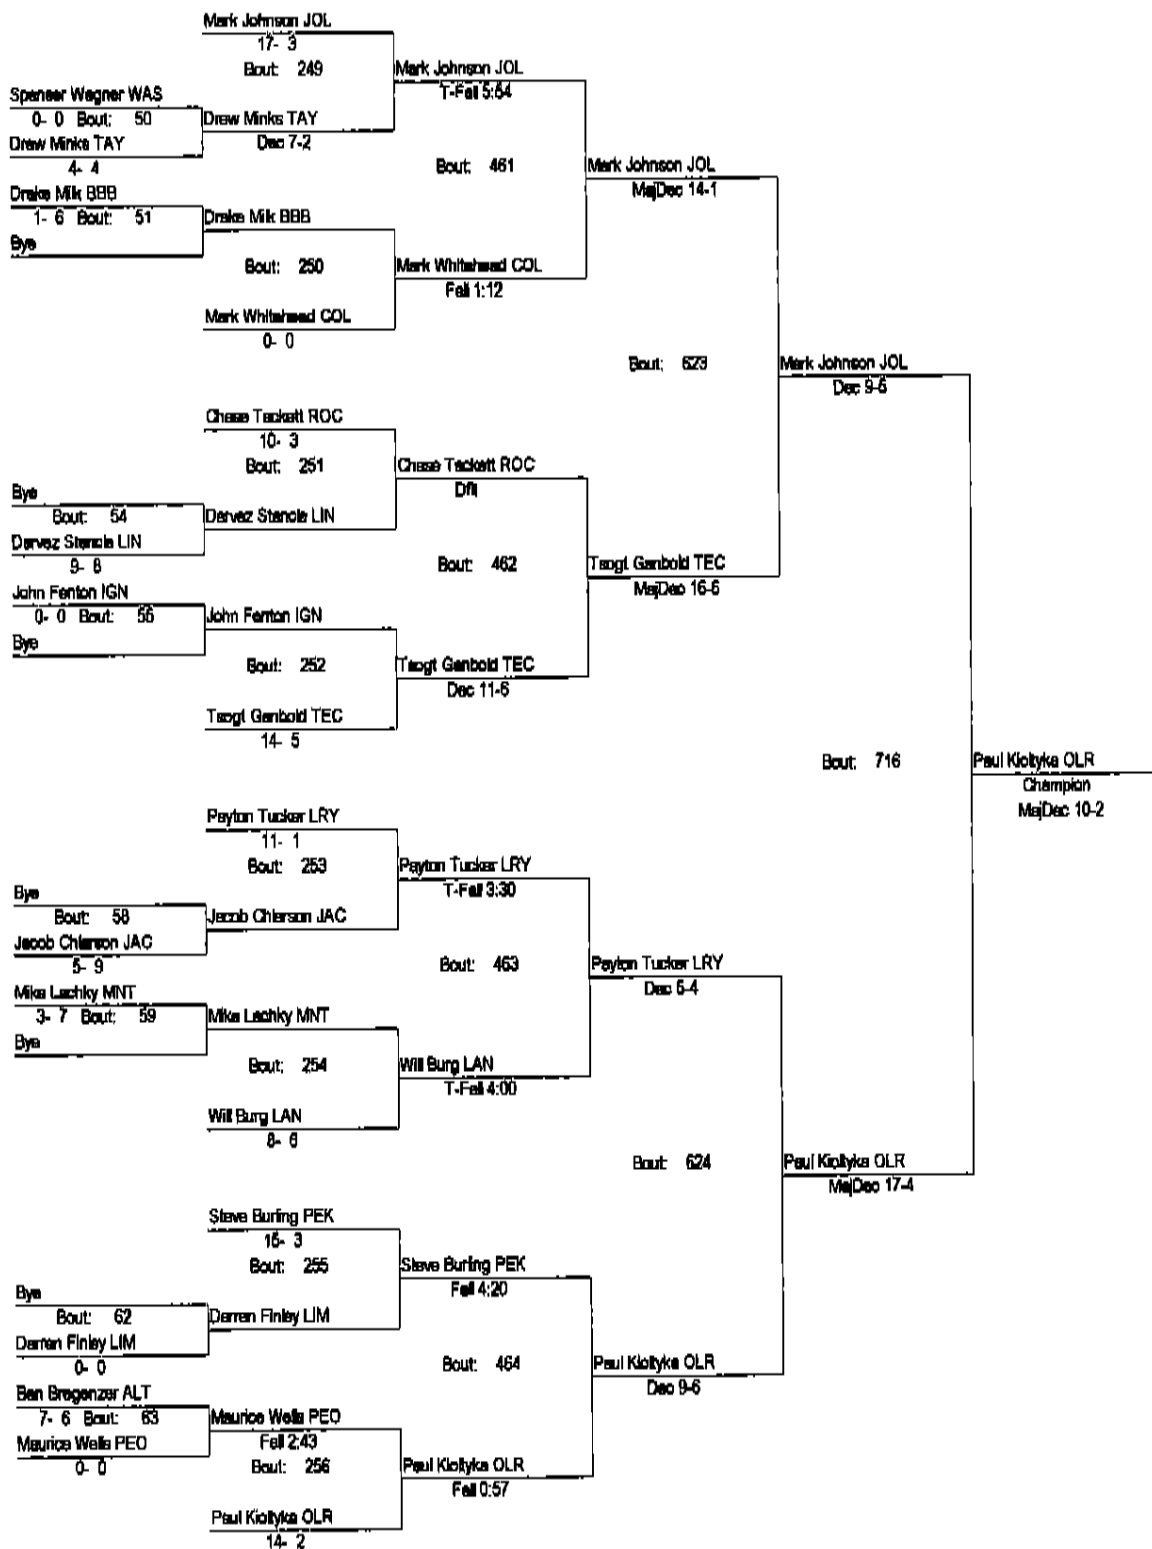 Mark Johnson JOL
17- 3
Bout: 249
Mark Johnson JOL
T-Fall 5:54
Spenser Wagner WAS
0- 0 Bout: 50
Drew Minks TAY
Dec 7-2
Drew Minks TAY
4- 4
Bout: 461
Mark Johnson JOL
MajDec 14-1
Drake Milk BBB
1- 6 Bout: 51
Drake Milk BBB
Bye
Bout: 250
Mark Whitehead COL
Fall 1:12
Mark Whitehead COL
0- 0
Bout: 623
Mark Johnson JOL
Dec 9-5
Chase Tackett ROC
10- 3
Bout: 251
Chase Tackett ROC
Dflt
Bye
Bout: 54
Darvez Stancle LIN
Darvez Stancle LIN
9- 8
Bout: 462
Tsogt Ganbold TEC
MajDec 16-5
John Fenton IGN
0- 0 Bout: 55
John Fenton IGN
Bye
Bout: 252
Tsogt Ganbold TEC
Dec 11-6
Tsogt Ganbold TEC
14- 5
Bout: 716
Paul Kioltyka OLR
Champion
MajDec 10-2
Payton Tucker LRY
11- 1
Bout: 253
Payton Tucker LRY
T-Fall 3:30
Bye
Bout: 58
Jacob Chierson JAC
Jacob Chierson JAC
5- 9
Bout: 463
Payton Tucker LRY
Dec 5-4
Mike Lachky MNT
3- 7 Bout: 59
Mike Lachky MNT
Bye
Bout: 254
Will Burg LAN
T-Fall 4:00
Will Burg LAN
8- 6
Bout: 624
Paul Kioltyka OLR
MajDec 17-4
Steve Burling PEK
15- 3
Bout: 255
Steve Burling PEK
Fall 4:20
Bye
Bout: 62
Darren Finley LIM
Darren Finley LIM
0- 0
Bout: 464
Paul Kioltyka OLR
Dec 9-6
Ben Bregenzer ALT
7- 6 Bout: 63
Maurice Wells PEO
Fall 2:43
Maurice Wells PEO
0- 0
Bout: 256
Paul Kioltyka OLR
Fall 0:57
Paul Kioltyka OLR
14- 2